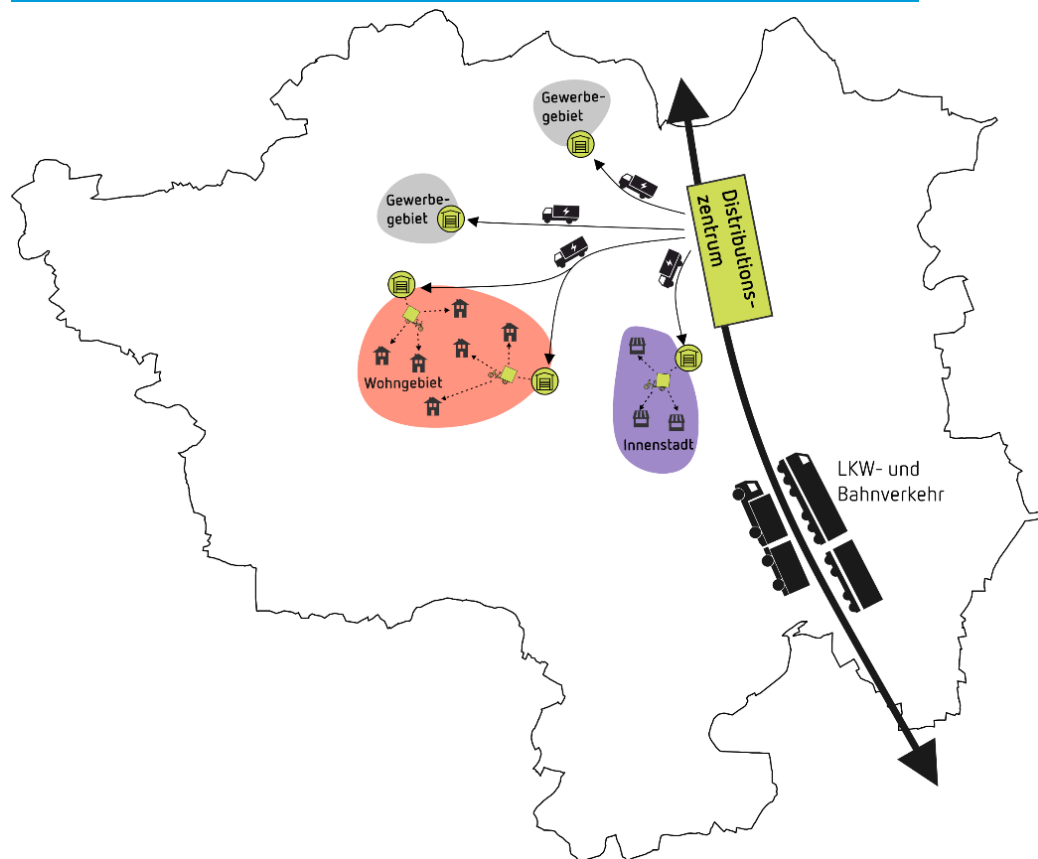 Gewerbe-
gebiet
Gewerbe-
gebiet
Distributions-
zentrum
Wohngebiet
Innenstadt
LKW- und
Bahnverkehr